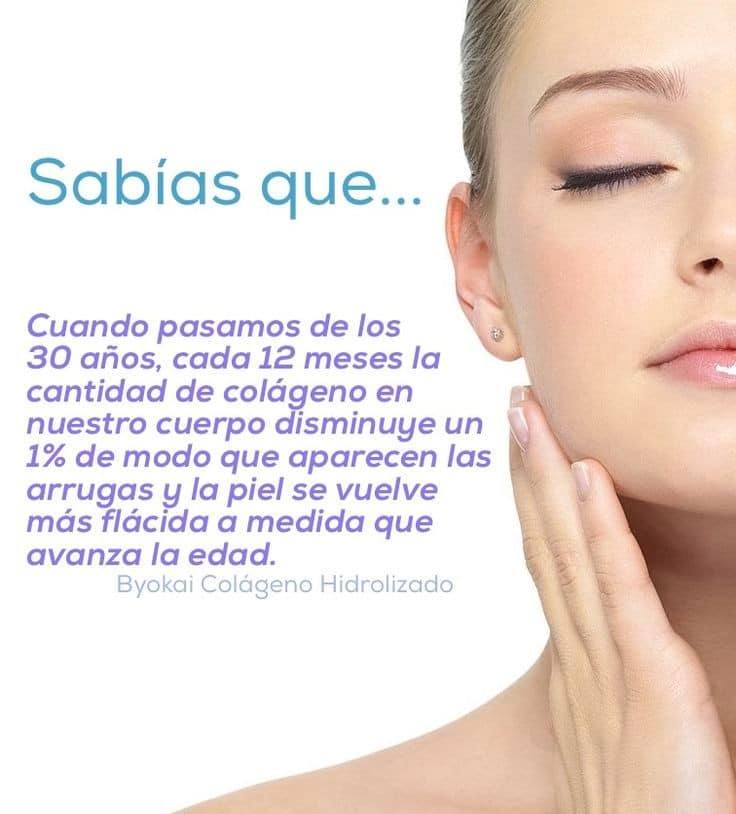 Sabías que...
Cuando pasamos de los
30 años, cada 12 meses la
cantidad de colágeno en
nuestro cuerpo disminuye un
1% de modo que aparecen las
arrugas y la piel se vuelve
más flácida a medida que
avanza la edad.
Byokai Colágeno Hidrolizado